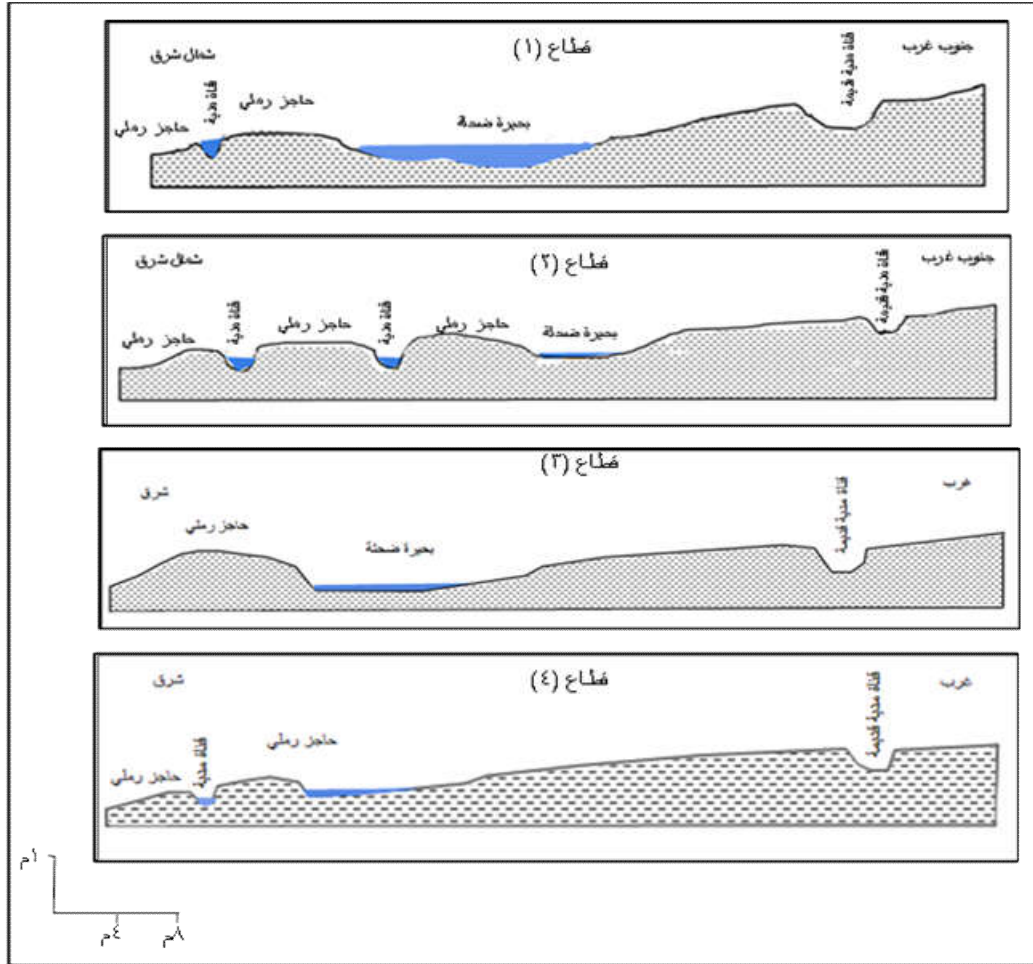 قطاع (١)
جنوب غرب
شمال شرق
قناة مدية قديمة
بحيرة ضحلة
حاجز رملي
قناة مدية
حاجز رملي
قطاع (٢)
جنوب غرب
شمال شرق
قناة مدية قديمة
بحيرة ضحلة
حاجز رملي
قناة مدية
حاجز رملي
قناة مدية
حاجز رملي
قطاع (٣)
غرب
شرق
قناة مدية قديمة
بحيرة ضحلة
حاجز رملي
قطاع (٤)
غرب
شرق
قناة مدية قديمة
حاجز رملي
قناة مدية
حاجز رملي
١م
٤م
٨م